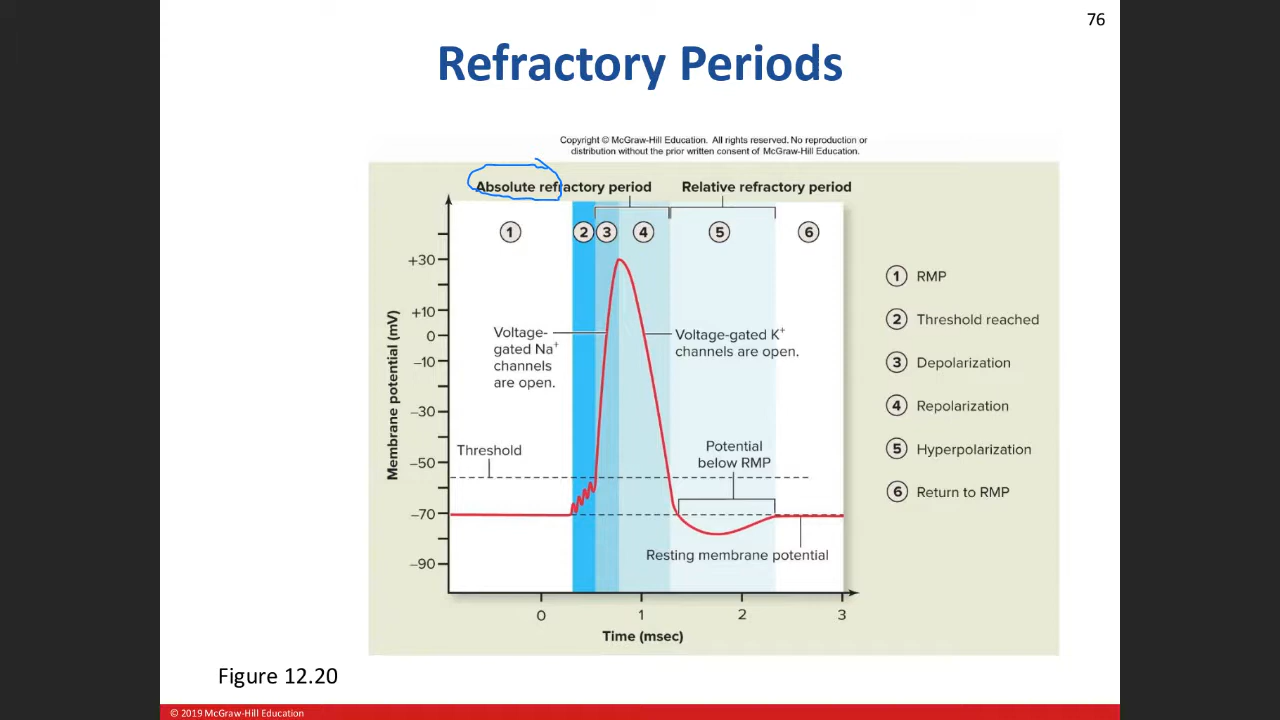 76
Refractory Periods
Copyright © McGraw-Hill Education. All rights reserved. No reproduction or
distribution without the prior written consent of McGraw-Hill Education.
Absolute refractory period
Relative refractory period
1
2
3
4
5
6
Membrane potential (mV)
+30
+10
0
–10
–30
–50
–70
–90
Voltage-
gated Na⁺
channels
are open.
Voltage-gated K⁺
channels are open.
Threshold
Potential
below RMP
Resting membrane potential
0
1
2
3
Time (msec)
1 RMP
2 Threshold reached
3 Depolarization
4 Repolarization
5 Hyperpolarization
6 Return to RMP
Figure 12.20
© 2019 McGraw-Hill Education